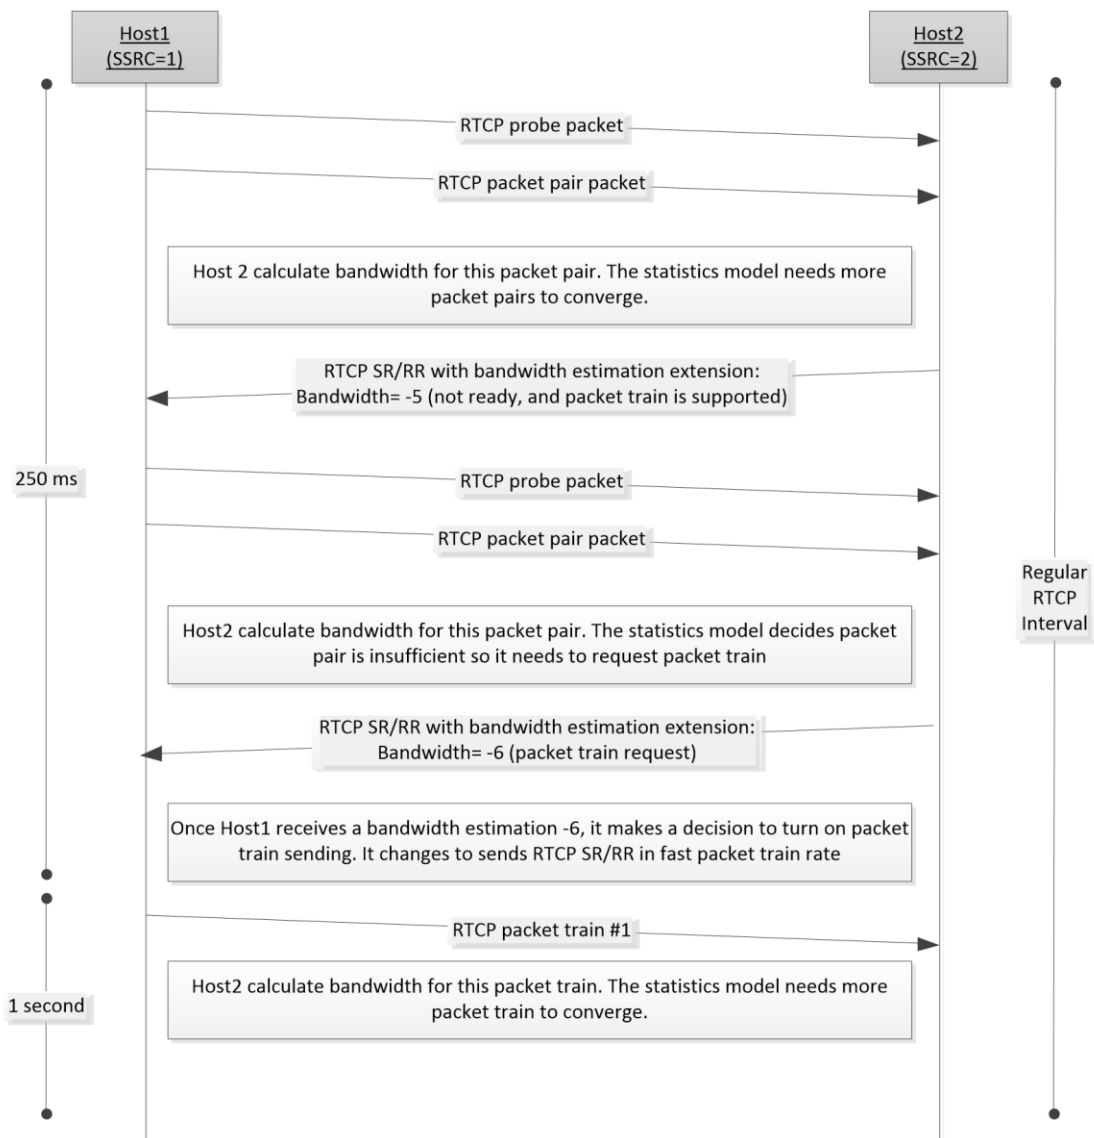 Host1
(SSRC=1)
Host2
(SSRC=2)
RTCP probe packet
RTCP packet pair packet
Host 2 calculate bandwidth for this packet pair. The statistics model needs more
packet pairs to converge.
RTCP SR/RR with bandwidth estimation extension:
Bandwidth= -5 (not ready, and packet train is supported)
250 ms
RTCP probe packet
RTCP packet pair packet
Regular
RTCP
Interval
Host2 calculate bandwidth for this packet pair. The statistics model decides packet
pair is insufficient so it needs to request packet train
RTCP SR/RR with bandwidth estimation extension:
Bandwidth= -6 (packet train request)
Once Host1 receives a bandwidth estimation -6, it makes a decision to turn on packet
train sending. It changes to sends RTCP SR/RR in fast packet train rate
RTCP packet train #1
Host2 calculate bandwidth for this packet train. The statistics model needs more
packet train to converge.
1 second